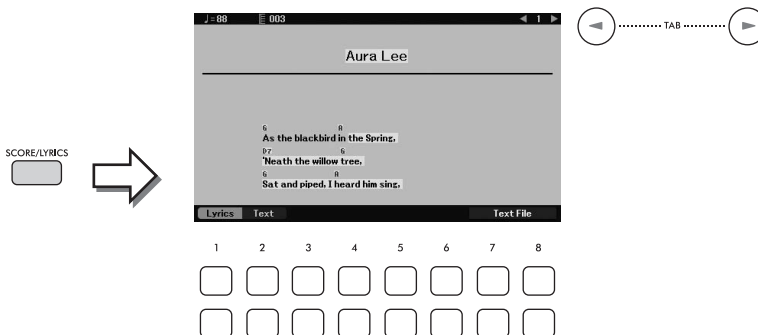 ♩=88 003 1
TAB
Aura Lee
G A
As the blackbird in the Spring,
D7 G
'Neath the willow tree,
G A
Sat and piped, I heard him sing,
SCORE/LYRICS
Lyrics Text Text File
1 2 3 4 5 6 7 8